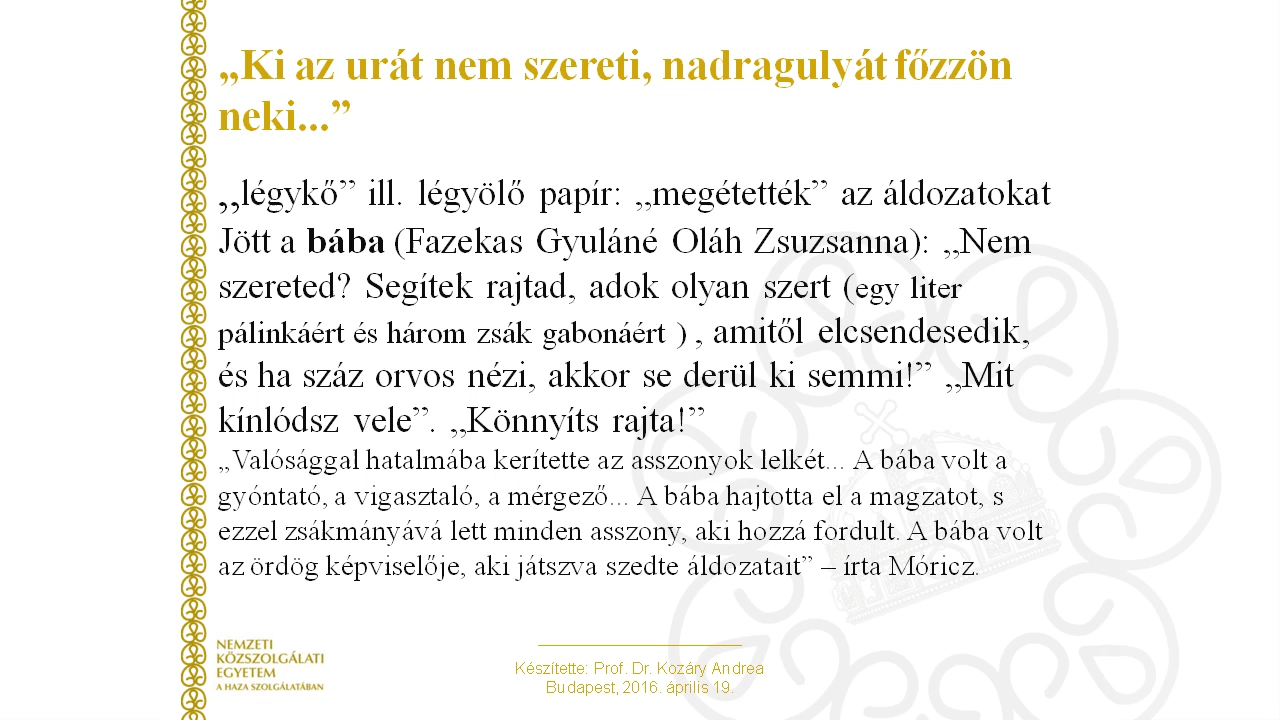 „Ki az urát nem szereti, nadragulyát főzzön
neki...”
„légykő” ill. légyölő papír: „megétették” az áldozatokat
Jött a bába (Fazekas Gyuláné Oláh Zsuzsanna): „Nem
szereted? Segítek rajtad, adok olyan szert (egy liter
pálinkáért és három zsák gabonáért ) , amitől elcsendesedik,
és ha száz orvos nézi, akkor se derül ki semmi!” „Mit
kínlódsz vele”. „Könnyíts rajta!”
„Valósággal hatalmába kerítette az asszonyok lelkét... A bába volt a
gyóntató, a vigasztaló, a mérgező... A bába hajtotta el a magzatot, s
ezzel zsákmányává lett minden asszony, aki hozzá fordult. A bába volt
az ördög képviselője, aki játszva szedte áldozatait” – írta Móricz.
NEMZETI
KÖZSZOLGÁLATI
EGYETEM
A HAZA SZOLGÁLATÁBAN
Készítette: Prof. Dr. Kozáry Andrea
Budapest, 2016. április 19.